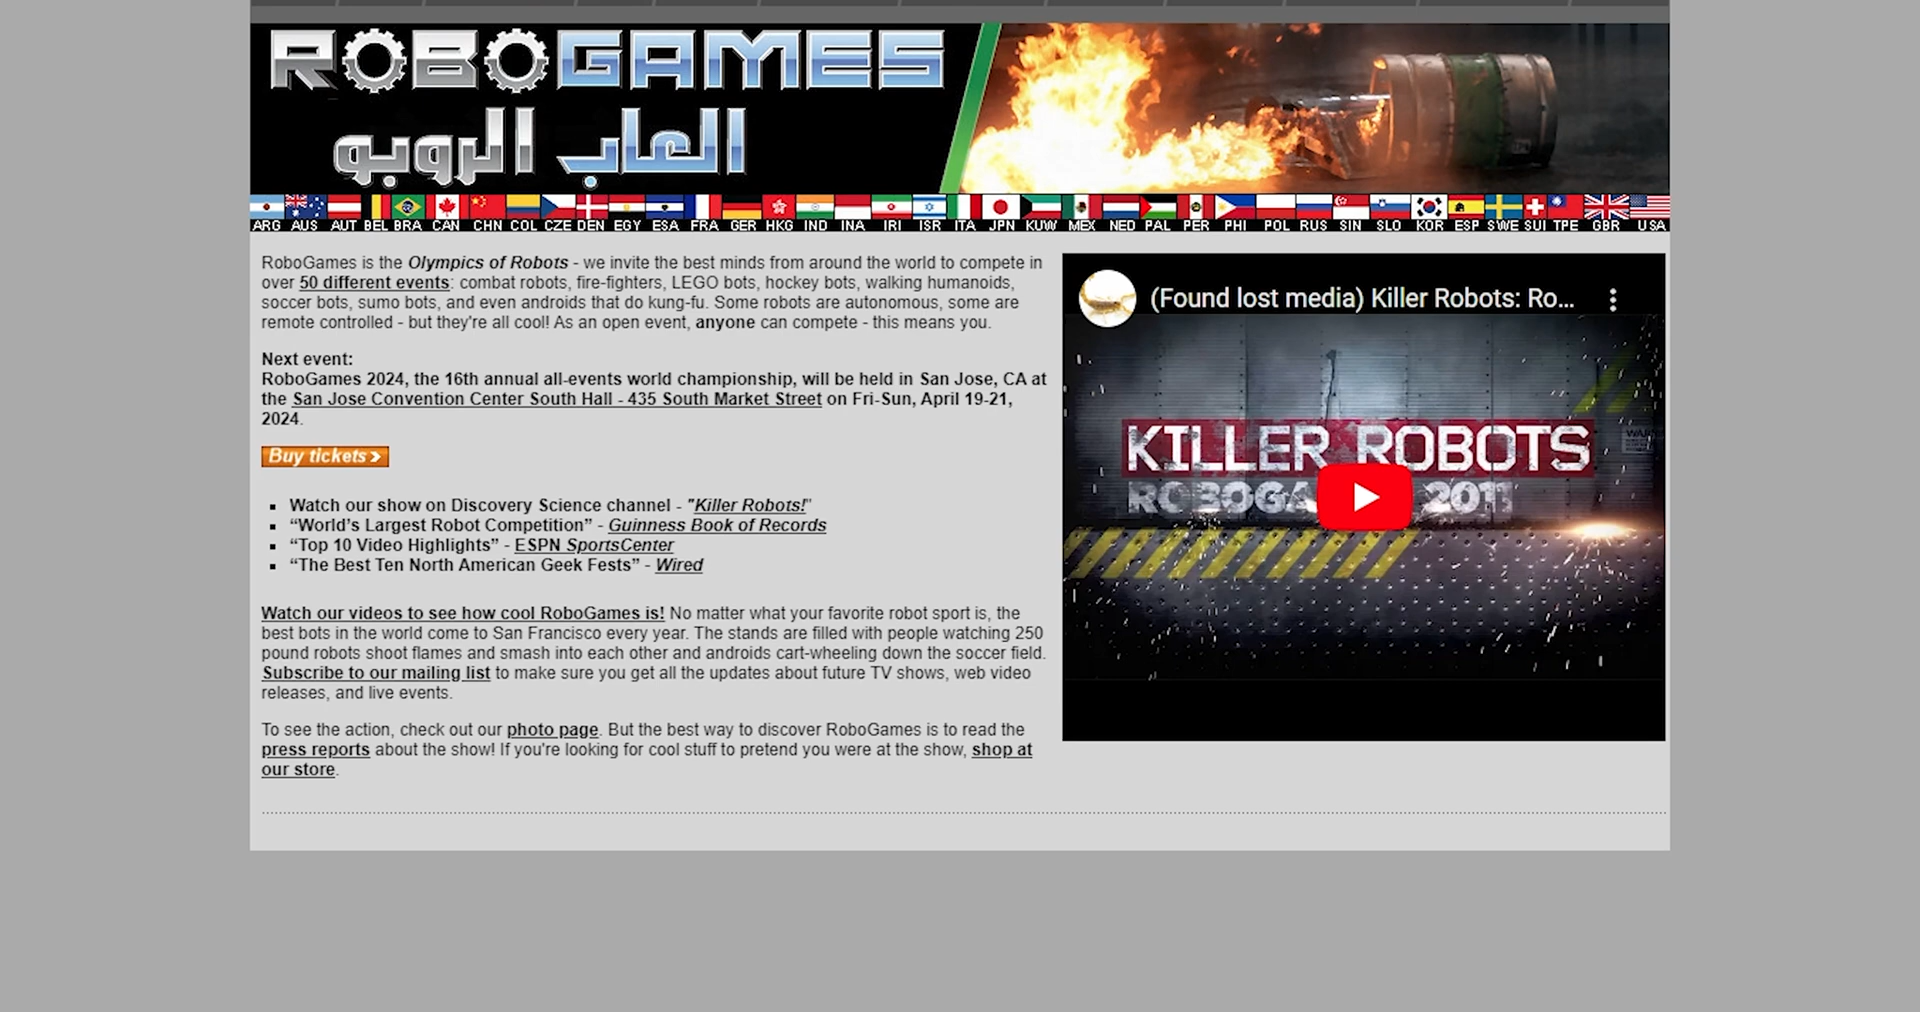 ROBOGAMES
العاب الروبو
ARG AUS AUT BEL BRA CAN CHN COL CZE DEN EGY ESA FRA GER HKG IND INA IRI ISR ITA JPN KUW MEX NED PAL PER PHI POL RUS SIN SLO KOR ESP SWE SUI TPE GBR USA
RoboGames is the Olympics of Robots - we invite the best minds from around the world to compete in
over 50 different events: combat robots, fire-fighters, LEGO bots, hockey bots, walking humanoids,
soccer bots, sumo bots, and even androids that do kung-fu. Some robots are autonomous, some are
remote controlled - but they're all cool! As an open event, anyone can compete - this means you.
Next event:
RoboGames 2024, the 16th annual all-events world championship, will be held in San Jose, CA at
the San Jose Convention Center South Hall - 435 South Market Street on Fri-Sun, April 19-21,
2024.
Buy tickets >
Watch our show on Discovery Science channel - "Killer Robots!"
“World’s Largest Robot Competition” - Guinness Book of Records
“Top 10 Video Highlights” - ESPN SportsCenter
“The Best Ten North American Geek Fests” - Wired
Watch our videos to see how cool RoboGames is! No matter what your favorite robot sport is, the
best bots in the world come to San Francisco every year. The stands are filled with people watching 250
pound robots shoot flames and smash into each other and androids cart-wheeling down the soccer field.
Subscribe to our mailing list to make sure you get all the updates about future TV shows, web video
releases, and live events.
To see the action, check out our photo page. But the best way to discover RoboGames is to read the
press reports about the show! If you're looking for cool stuff to pretend you were at the show, shop at
our store.
(Found lost media) Killer Robots: Ro...
KILLER ROBOTS
2011